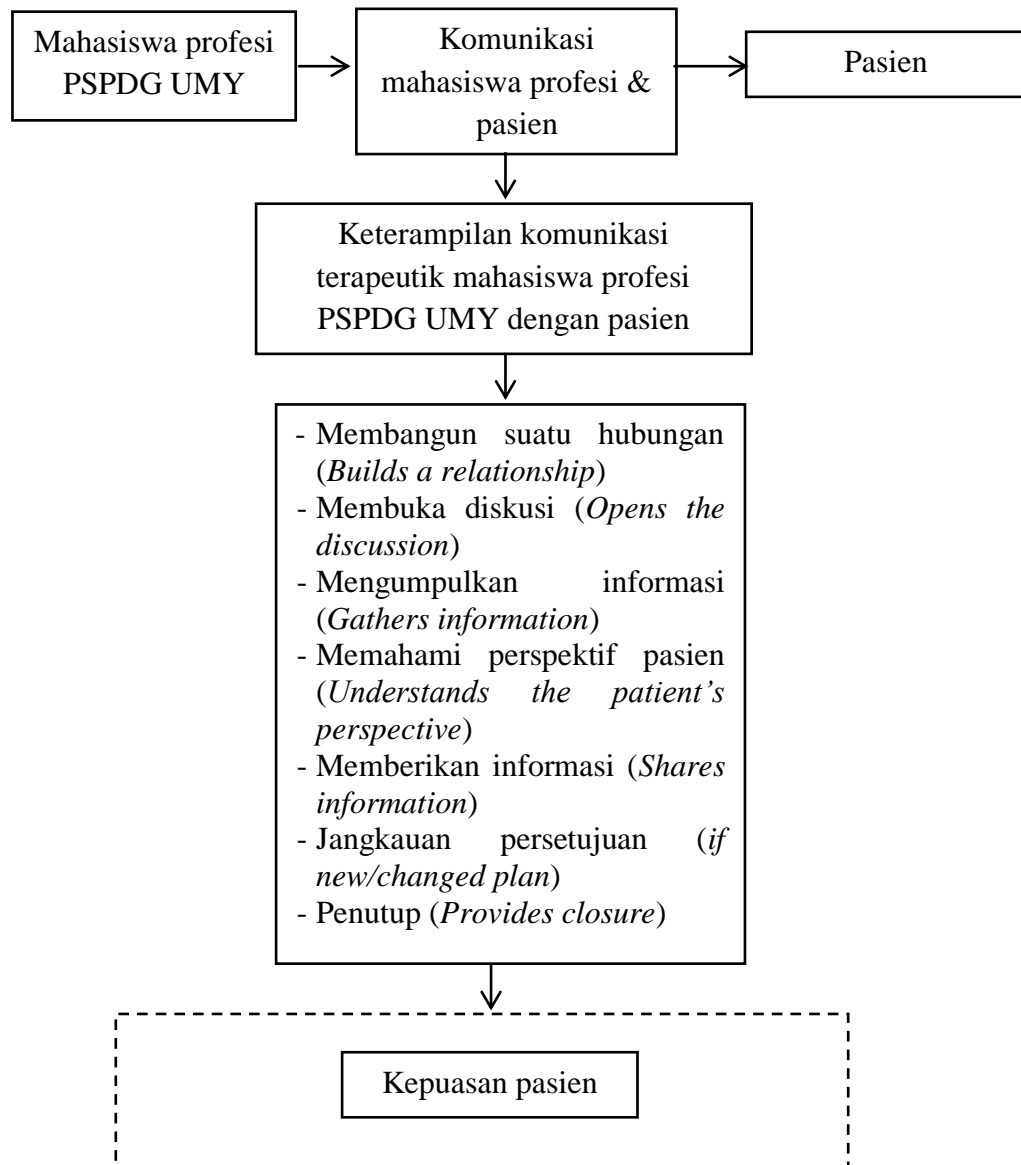 Mahasiswa profesi
PSPDG UMY
Komunikasi
mahasiswa profesi &
pasien
Pasien
Keterampilan komunikasi
terapeutik mahasiswa profesi
PSPDG UMY dengan pasien
- Membangun suatu hubungan
(Builds a relationship)
- Membuka diskusi (Opens the
discussion)
- Mengumpulkan informasi
(Gathers information)
- Memahami perspektif pasien
(Understands the patient’s
perspective)
- Memberikan informasi (Shares
information)
- Jangkauan persetujuan (if
new/changed plan)
- Penutup (Provides closure)
Kepuasan pasien